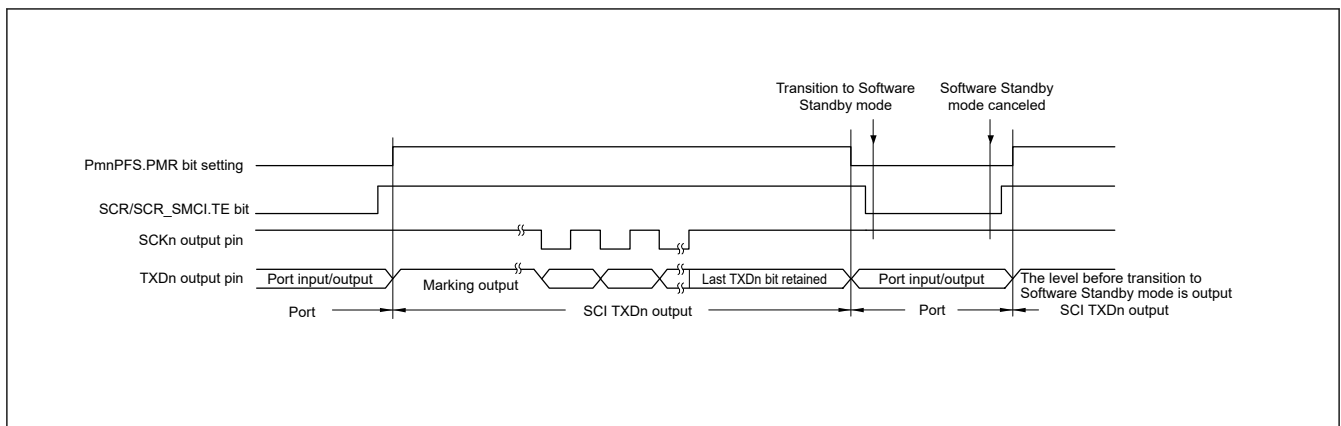 Transition to Software
Standby mode
Software Standby
mode canceled
PmnPFS.PMR bit setting
SCR/SCR_SMCI.TE bit
SCKn output pin
TXDn output pin
Port input/output
Marking output
Last TXDn bit retained
Port input/output
The level before transition to
Software Standby mode is output
Port
SCI TXDn output
Port
SCI TXDn output